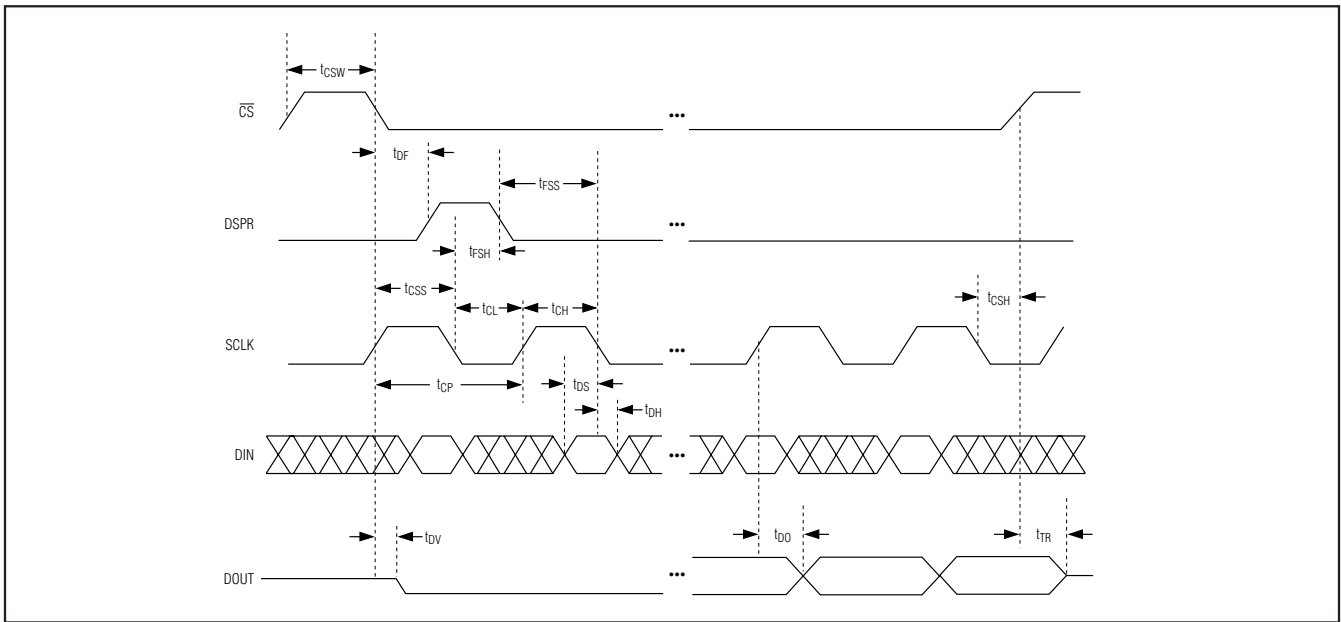 tCSW
CS
•••
tDF
tFSS
DSPR
•••
tFSH
tCSS
tCSH
tCL
tCH
SCLK
•••
tCP
tDS
tDH
DIN
•••
tDV
tDO
tTR
DOUT
•••